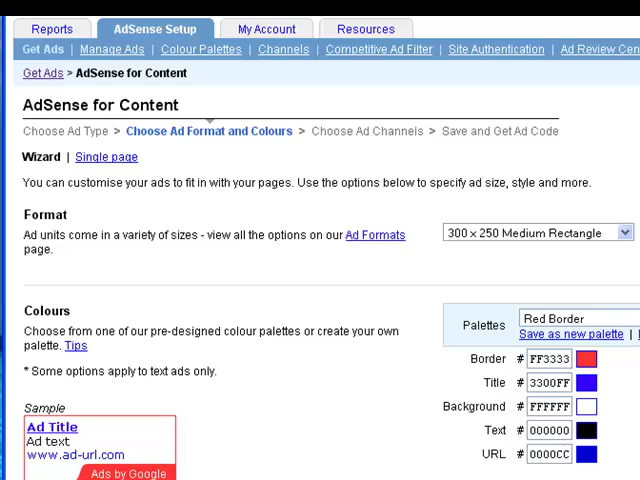 Reports AdSense Setup My Account Resources
Get Ads | Manage Ads | Colour Palettes | Channels | Competitive Ad Filter | Site Authentication | Ad Review Cen
Get Ads > AdSense for Content
AdSense for Content
Choose Ad Type > Choose Ad Format and Colours > Choose Ad Channels > Save and Get Ad Code
Wizard | Single page
You can customise your ads to fit in with your pages. Use the options below to specify ad size, style and more.
Format
Ad units come in a variety of sizes - view all the options on our Ad Formats
page.
300 x 250 Medium Rectangle
Colours
Choose from one of our pre-designed colour palettes or create your own
palette. Tips
* Some options apply to text ads only.
Palettes Red Border
Save as new palette |
Border # FF3333
Title # 3300FF
Background # FFFFFF
Text # 000000
URL # 0000CC
Sample
Ad Title
Ad text
www.ad-url.com
Ads by Google